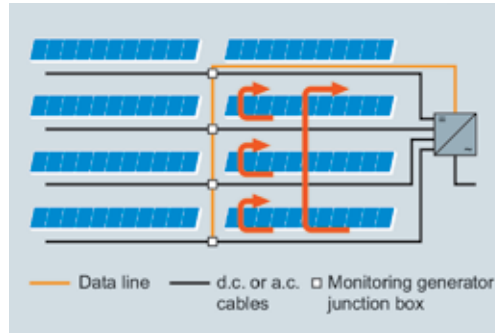 Data line
d.c. or a.c.
cables
Monitoring generator
junction box